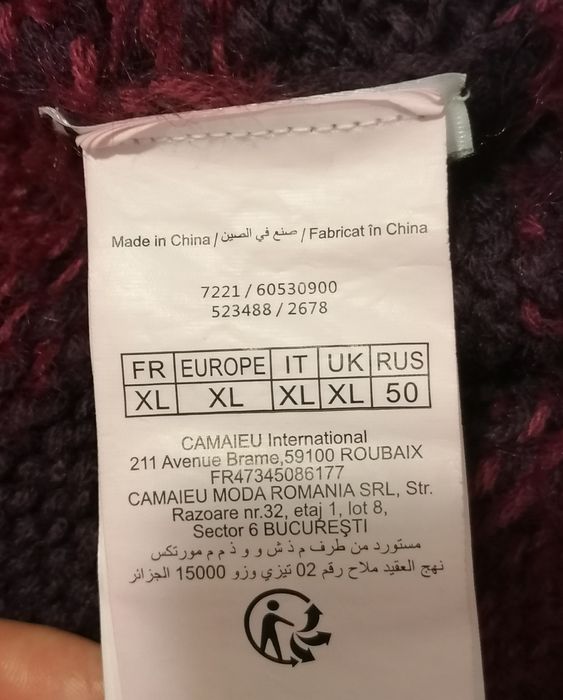 Made in China / صنع في الصين / Fabricat în China
7221 / 60530900
523488 / 2678
FR EUROPE IT UK RUS
XL XL XL XL 50
CAMAIEU International
211 Avenue Brame,59100 ROUBAIX
FR47345086177
CAMAIEU MODA ROMANIA SRL, Str.
Razoare nr.32, etaj 1, lot 8,
Sector 6 BUCUREŞTI
مستورد من طرف م ذ ش و و ذ م م مورتكس
نهج العقيد ملاح رقم 02 تيزي وزو 15000 الجزائر